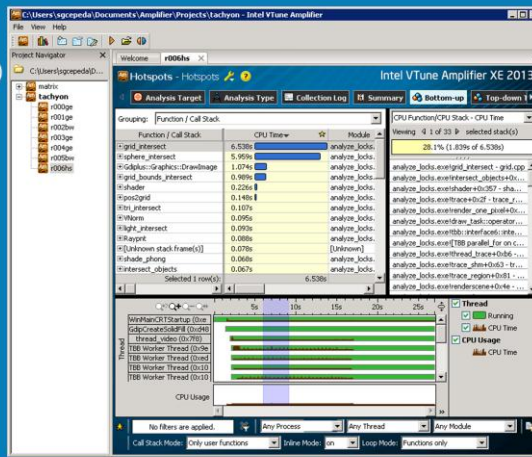 C:\Users\sgcepeda\Documents\Amplifier\Projects\tachyon - Intel VTune Amplifier
File View Help
Project Navigator
Welcome r006hs
C:\Users\sgcepeda\D...
matrix
tachyon
r000ge
r001ge
r002bw
r003ge
r004ge
r005bw
r006hs
Hotspots - Hotspots
Intel VTune Amplifier XE 2013
Analysis Target Analysis Type Collection Log Summary Bottom-up Top-down
Grouping: Function / Call Stack
CPU Function/CPU Stack - CPU Time
Viewing 1 of 33 selected stack(s)
28.1% (1.839s of 6.538s)
Function / Call Stack CPU Time Module
grid_intersect 6.538s analyze_locks.
sphere_intersect 5.959s analyze_locks.
Gdiplus::Graphics::DrawImage 1.074s analyze_locks.
grid_bounds_intersect 0.989s analyze_locks.
shader 0.226s analyze_locks.
pos2grid 0.148s analyze_locks.
tri_intersect 0.107s analyze_locks.
VNorm 0.095s analyze_locks.
light_intersect 0.093s analyze_locks.
Raypnt 0.088s analyze_locks.
[Unknown stack frame(s)] 0.078s [Unknown]
shade_phong 0.068s analyze_locks.
intersect_objects 0.067s analyze_locks.
Selected 1 row(s): 6.538s
analyze_locks.exe!grid_intersect - grid.cpp
analyze_locks.exe!intersect_objects+0x...
analyze_locks.exe!shader+0x357 - sha...
analyze_locks.exe!trace+0x2f - trace_r...
analyze_locks.exe!render_one_pixel+0x...
analyze_locks.exe!draw_task::operator...
analyze_locks.exe!tbb::interface6::inte...
analyze_locks.exe![TBB parallel_for on c...
analyze_locks.exe!thread_trace+0xb6 - t...
analyze_locks.exe!trace_shm+0x63 - tr...
analyze_locks.exe!trace_region+0x81 - ...
analyze_locks.exe!renderscene+0x4e - ...
5s 10s 15s 20s 25s
Thread
WinMainCRTStartup (0xe
GdipCreateSolidFill (0xd48
thread_video (0x7f8)
TBB Worker Thread (0x9e
TBB Worker Thread (0xed
TBB Worker Thread (0x10
TBB Worker Thread (0x10
CPU Usage
Thread
Running
CPU Time
CPU Usage
CPU Time
No filters are applied. Any Process Any Thread Any Module
Call Stack Mode: Only user functions Inline Mode: on Loop Mode: Functions only